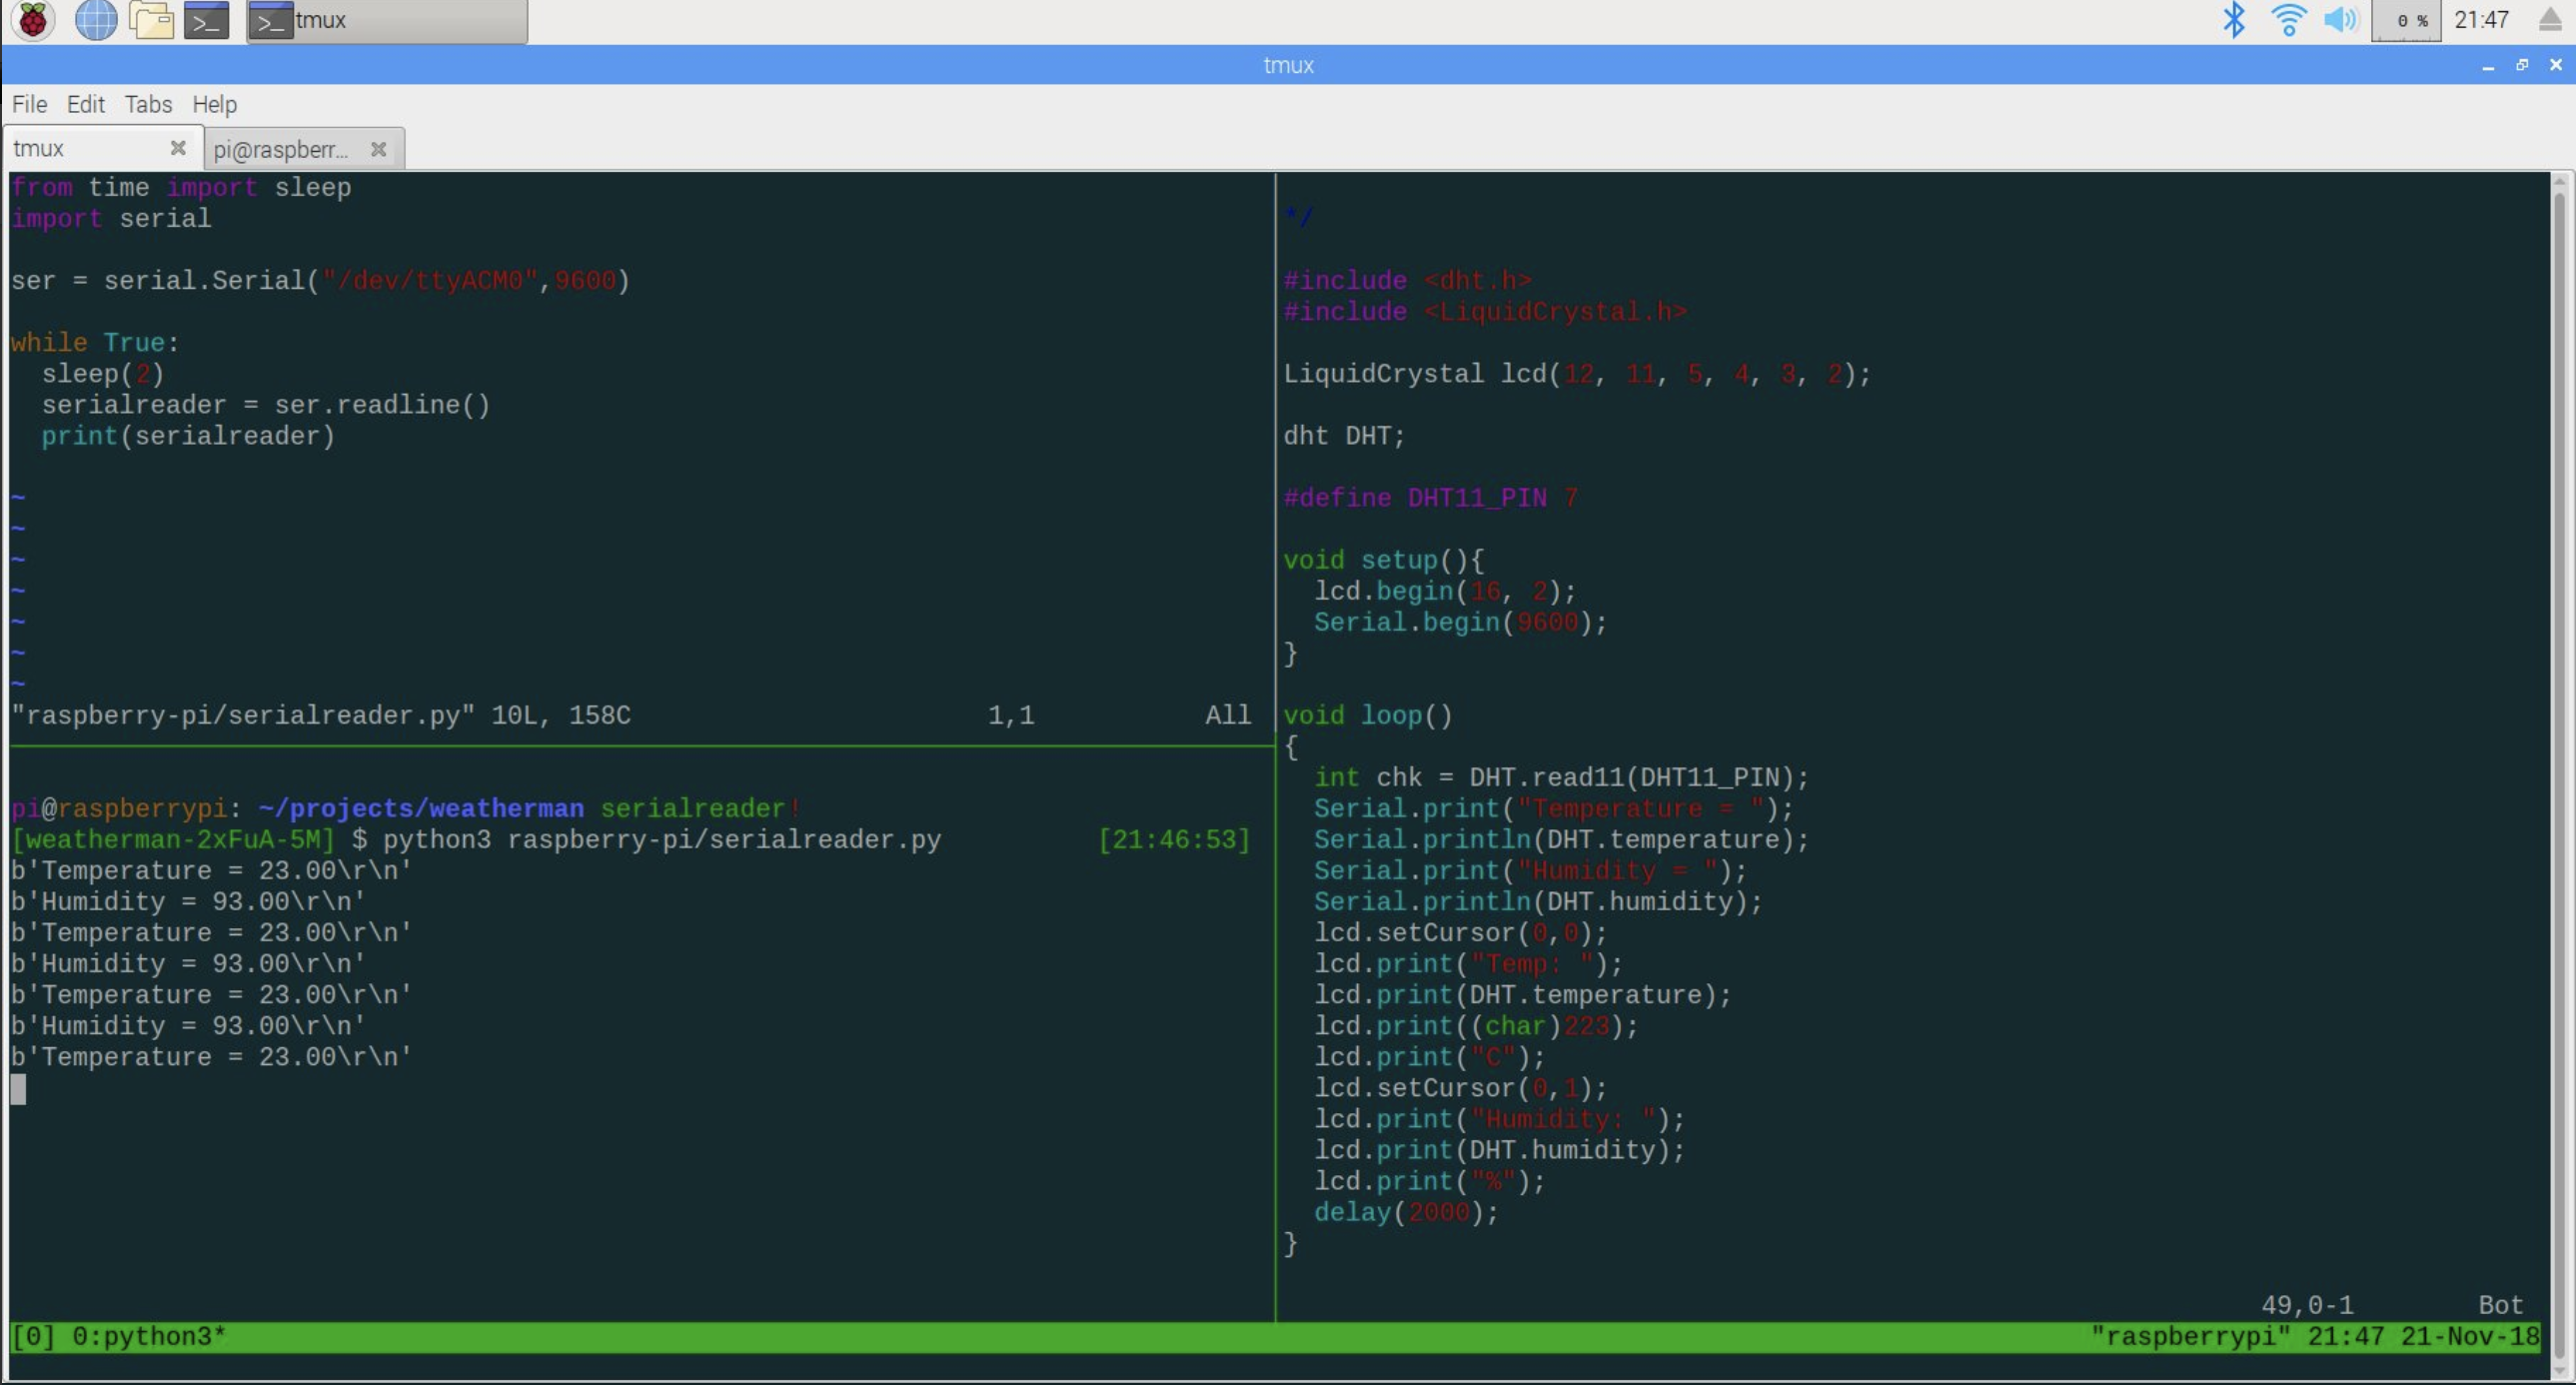 tmux
0 %
21:47
tmux
File Edit Tabs Help
tmux
pi@raspberr...
from time import sleep
import serial
ser = serial.Serial("/dev/ttyACM0",9600)
while True:
  sleep(2)
  serialreader = ser.readline()
  print(serialreader)
~
~
~
~
~
~
~
"raspberry-pi/serialreader.py" 10L, 158C 1,1 All
pi@raspberrypi: ~/projects/weatherman serialreader!
[weatherman-2xFuA-5M] $ python3 raspberry-pi/serialreader.py [21:46:53]
b'Temperature = 23.00\r\n'
b'Humidity = 93.00\r\n'
b'Temperature = 23.00\r\n'
b'Humidity = 93.00\r\n'
b'Temperature = 23.00\r\n'
b'Humidity = 93.00\r\n'
b'Temperature = 23.00\r\n'
*/
#include <dht.h>
#include <LiquidCrystal.h>
LiquidCrystal lcd(12, 11, 5, 4, 3, 2);
dht DHT;
#define DHT11_PIN 7
void setup(){
  lcd.begin(16, 2);
  Serial.begin(9600);
}
void loop()
{
  int chk = DHT.read11(DHT11_PIN);
  Serial.print("Temperature = ");
  Serial.println(DHT.temperature);
  Serial.print("Humidity = ");
  Serial.println(DHT.humidity);
  lcd.setCursor(0,0);
  lcd.print("Temp: ");
  lcd.print(DHT.temperature);
  lcd.print((char)223);
  lcd.print("C");
  lcd.setCursor(0,1);
  lcd.print("Humidity: ");
  lcd.print(DHT.humidity);
  lcd.print("%");
  delay(2000);
}
49,0-1 Bot
[0] 0:python3* "raspberrypi" 21:47 21-Nov-18